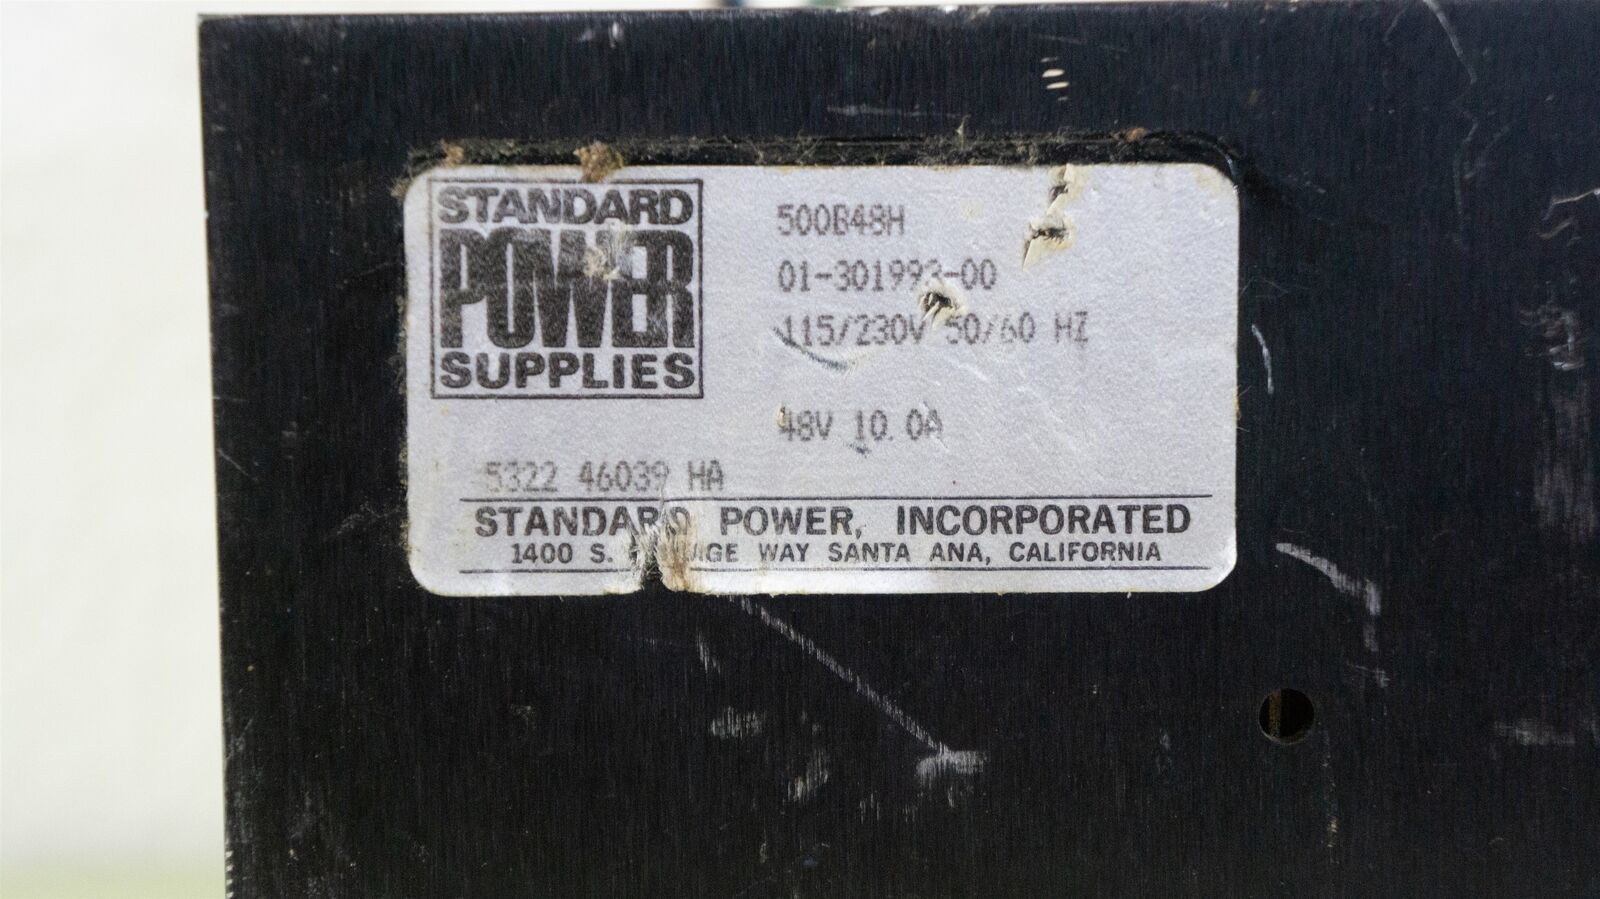 STANDARD
POWER
SUPPLIES
500B48H
01-301993-00
115/230V 50/60 HZ
48V 10.0A
5322 46039 HA
STANDARD POWER, INCORPORATED
1400 S. WAY SANTA ANA, CALIFORNIA